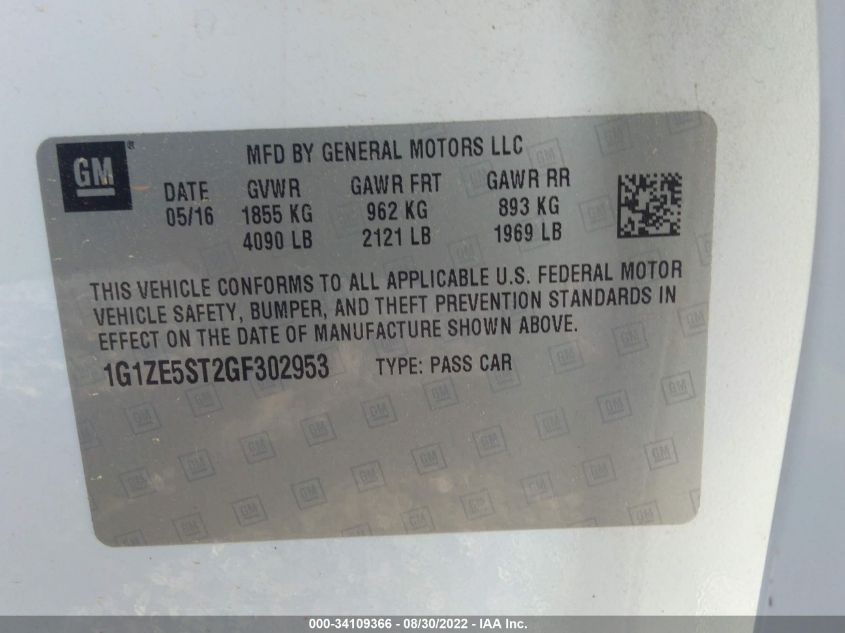 GM ® MFD BY GENERAL MOTORS LLC
DATE GVWR GAWR FRT GAWR RR
05/16 1855 KG 962 KG 893 KG
4090 LB 2121 LB 1969 LB
THIS VEHICLE CONFORMS TO ALL APPLICABLE U.S. FEDERAL MOTOR
VEHICLE SAFETY, BUMPER, AND THEFT PREVENTION STANDARDS IN
EFFECT ON THE DATE OF MANUFACTURE SHOWN ABOVE.
1G1ZE5ST2GF302953 TYPE: PASS CAR
000-34109366 - 08/30/2022 - IAA Inc.